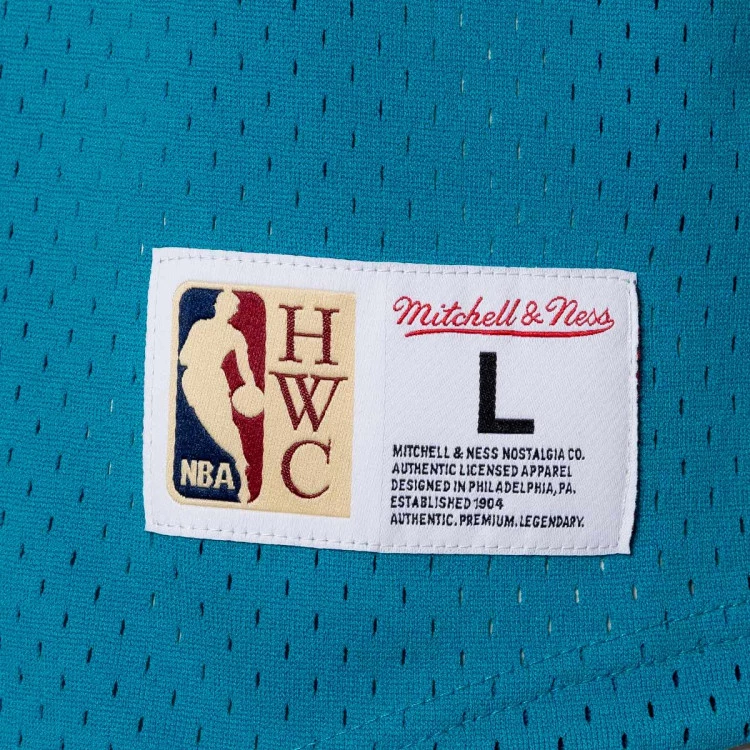 NBA
H
W
C
Mitchell & Ness
L
MITCHELL & NESS NOSTALGIA CO.
AUTHENTIC LICENSED APPAREL
DESIGNED IN PHILADELPHIA, PA.
ESTABLISHED 1904
AUTHENTIC. PREMIUM. LEGENDARY.